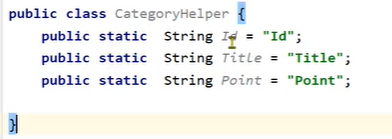 public class CategoryHelper {
public static  String Id = "Id";
public static  String Title = "Title";
public static  String Point = "Point";
}